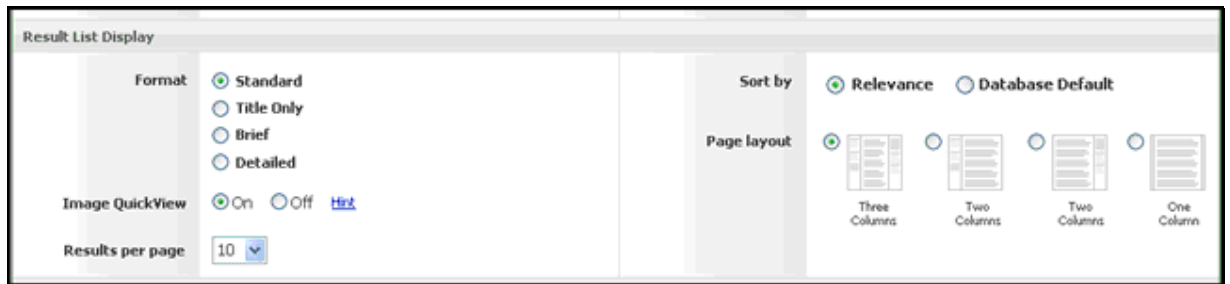 Result List Display
Format
Standard
Title Only
Brief
Detailed
Image QuickView
On Off Hint
Results per page
10
Sort by
Relevance Database Default
Page layout
Three Columns
Two Columns
Two Columns
One Column